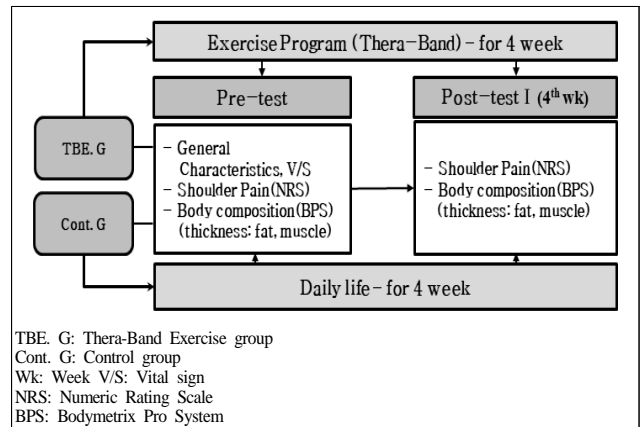 Exercise Program (Thera-Band) - for 4 week
Pre-test
Post-test I (4th wk)
TBE. G
Cont. G
- General
Characteristics, V/S
- Shoulder Pain(NRS)
- Body composition(BPS)
(thickness: fat, muscle)
- Shoulder Pain(NRS)
- Body composition(BPS)
(thickness: fat, muscle)
Daily life - for 4 week
TBE. G: Thera-Band Exercise group
Cont. G: Control group
Wk: Week V/S: Vital sign
NRS: Numeric Rating Scale
BPS: Bodymetrix Pro System